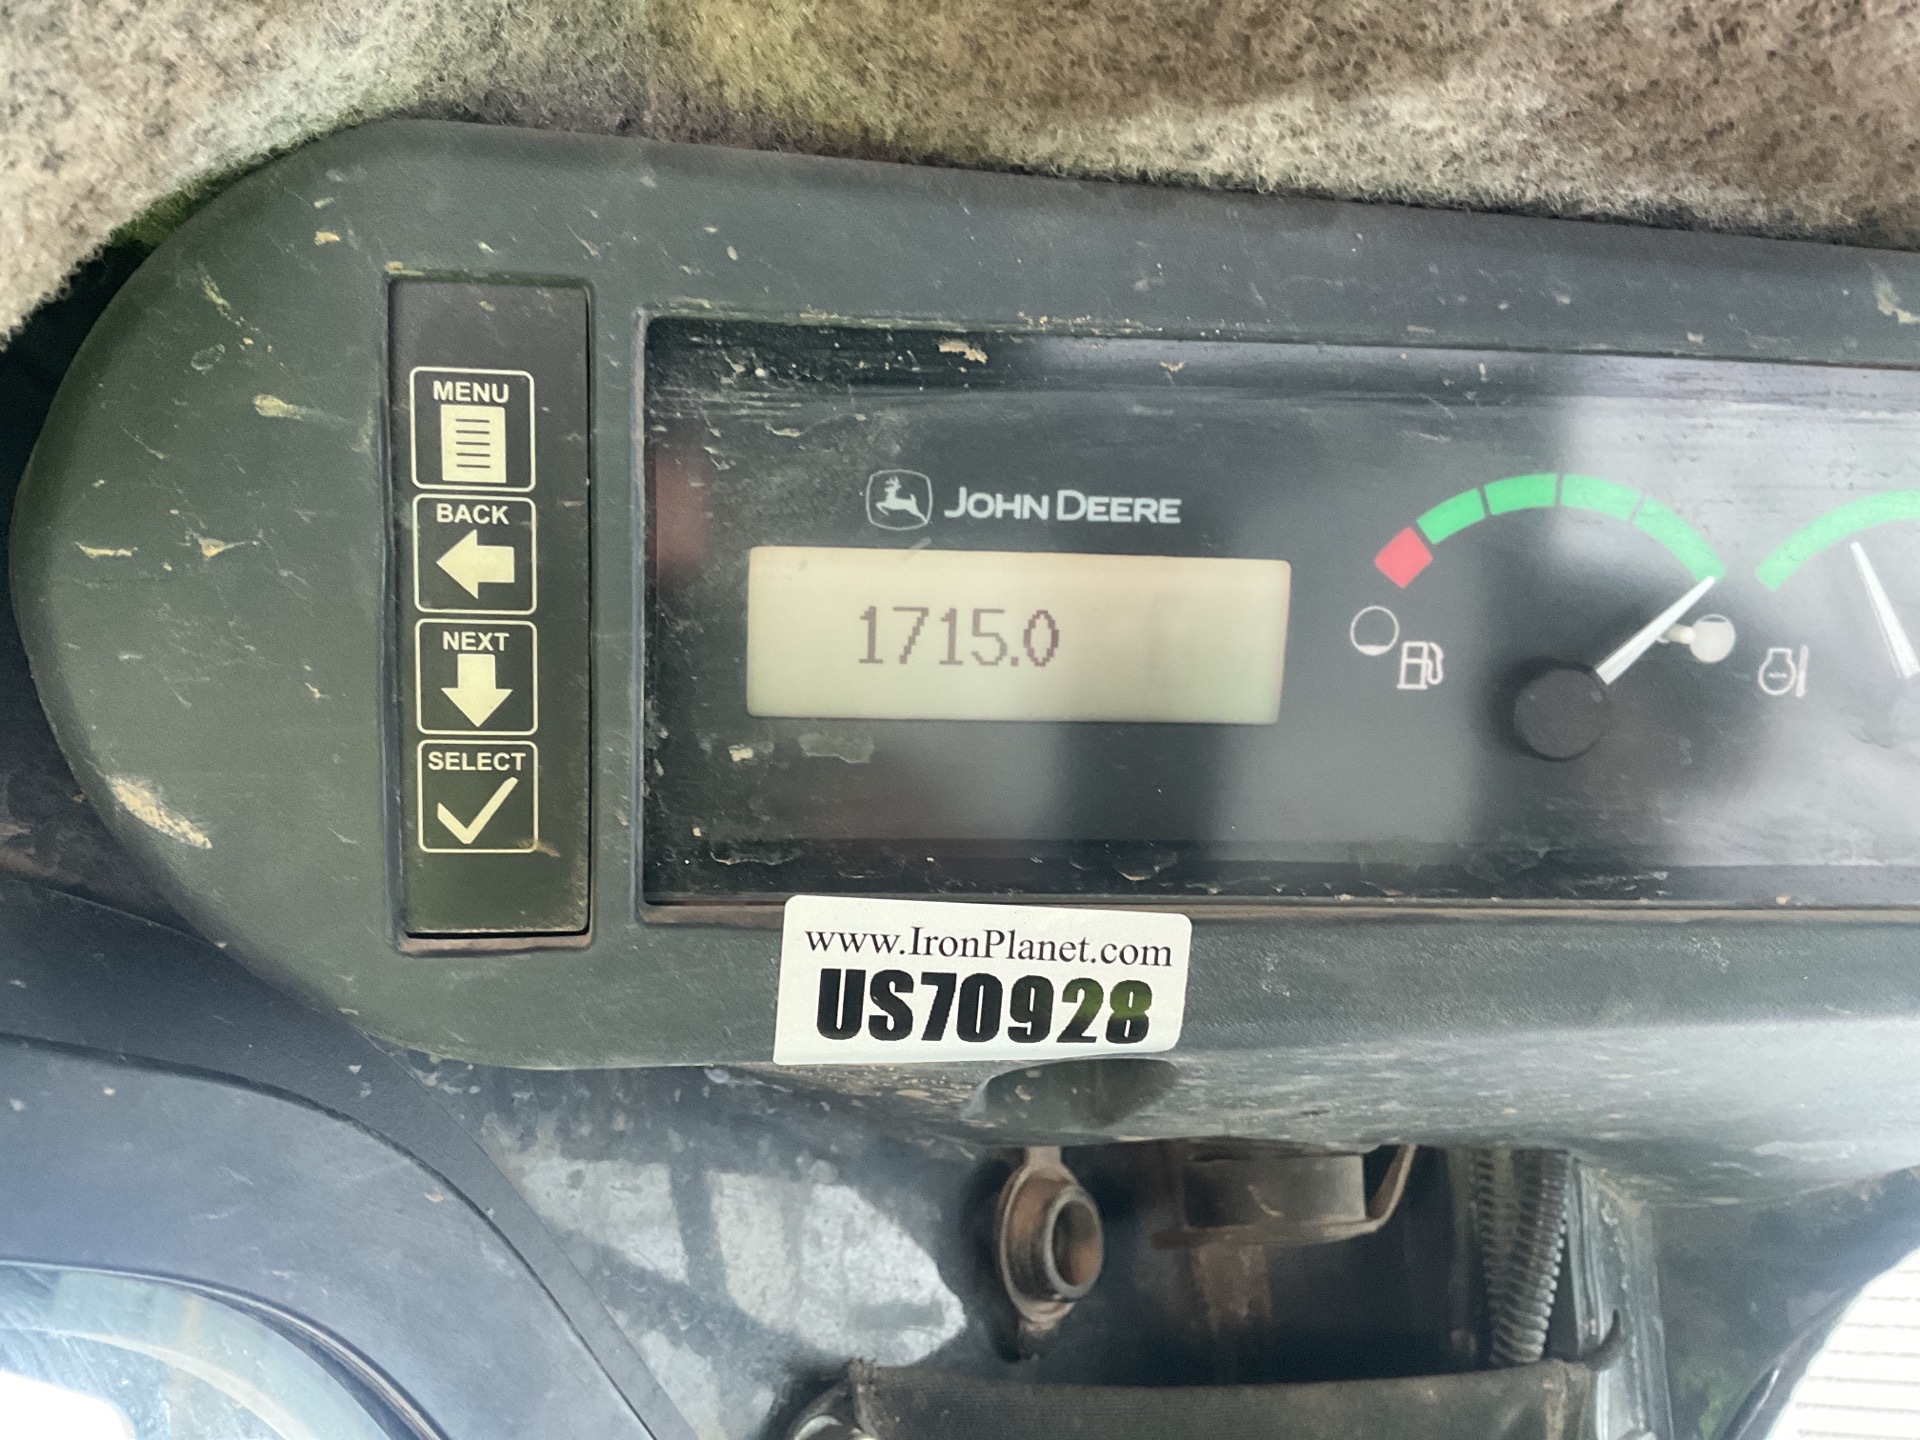 MENU
BACK
NEXT
SELECT
JOHN DEERE
1715.0
www.IronPlanet.com
US70928